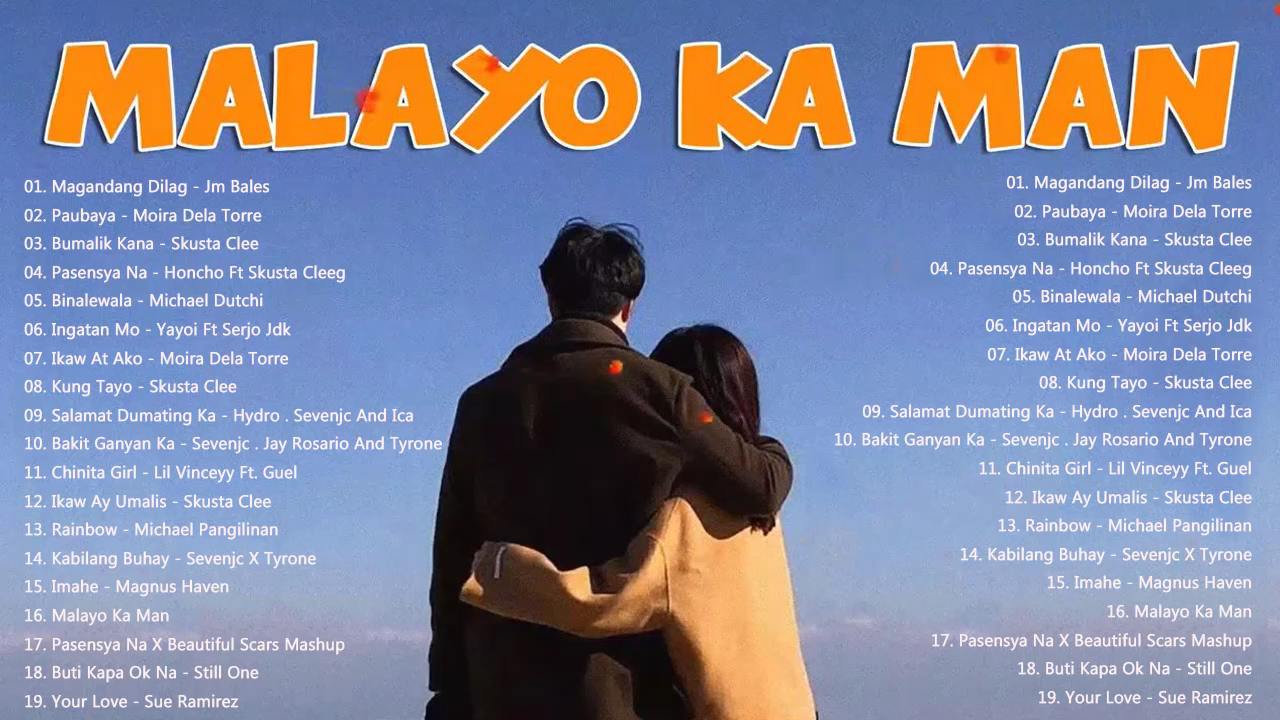 MALAYO KA MAN
01. Magandang Dilag - Jm Bales
02. Paubaya - Moira Dela Torre
03. Bumalik Kana - Skusta Clee
04. Pasensya Na - Honcho Ft Skusta Cleeg
05. Binalewala - Michael Dutchi
06. Ingatan Mo - Yayoi Ft Serjo Jdk
07. Ikaw At Ako - Moira Dela Torre
08. Kung Tayo - Skusta Clee
09. Salamat Dumating Ka - Hydro . Sevenjc And Ica
10. Bakit Ganyan Ka - Sevenjc . Jay Rosario And Tyrone
11. Chinita Girl - Lil Vinceyy Ft. Guel
12. Ikaw Ay Umalis - Skusta Clee
13. Rainbow - Michael Pangilinan
14. Kabilang Buhay - Sevenjc X Tyrone
15. Imahe - Magnus Haven
16. Malayo Ka Man
17. Pasensya Na X Beautiful Scars Mashup
18. Buti Kapa Ok Na - Still One
19. Your Love - Sue Ramirez
01. Magandang Dilag - Jm Bales
02. Paubaya - Moira Dela Torre
03. Bumalik Kana - Skusta Clee
04. Pasensya Na - Honcho Ft Skusta Cleeg
05. Binalewala - Michael Dutchi
06. Ingatan Mo - Yayoi Ft Serjo Jdk
07. Ikaw At Ako - Moira Dela Torre
08. Kung Tayo - Skusta Clee
09. Salamat Dumating Ka - Hydro . Sevenjc And Ica
10. Bakit Ganyan Ka - Sevenjc . Jay Rosario And Tyrone
11. Chinita Girl - Lil Vinceyy Ft. Guel
12. Ikaw Ay Umalis - Skusta Clee
13. Rainbow - Michael Pangilinan
14. Kabilang Buhay - Sevenjc X Tyrone
15. Imahe - Magnus Haven
16. Malayo Ka Man
17. Pasensya Na X Beautiful Scars Mashup
18. Buti Kapa Ok Na - Still One
19. Your Love - Sue Ramirez